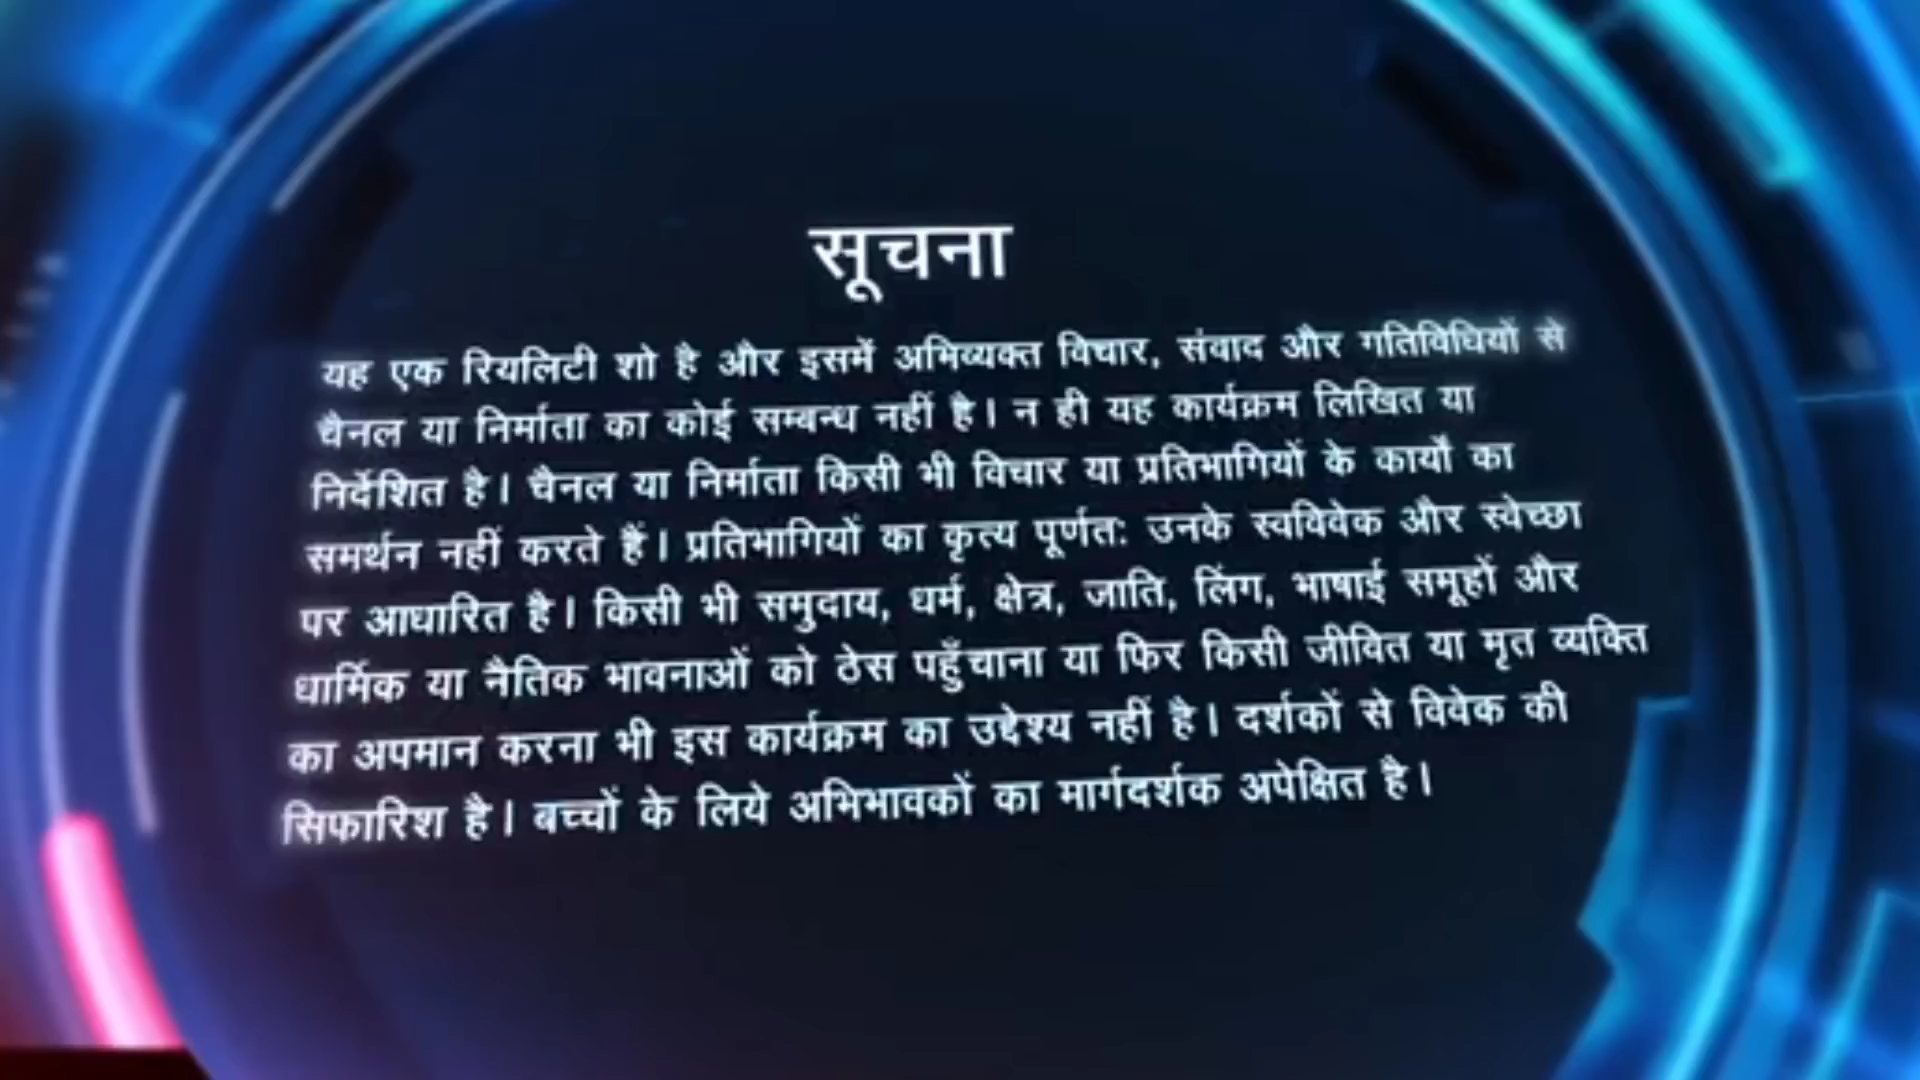 सूचना
यह एक रियलिटी शो है और इसमें अभिव्यक्त विचार, संवाद और गतिविधियों से
चैनल या निर्माता का कोई सम्बन्ध नहीं है। न ही यह कार्यक्रम लिखित या
निर्देशित है। चैनल या निर्माता किसी भी विचार या प्रतिभागियों के कार्यों का
समर्थन नहीं करते हैं। प्रतिभागियों का कृत्य पूर्णत: उनके स्वविवेक और स्वेच्छा
पर आधारित है। किसी भी समुदाय, धर्म, क्षेत्र, जाति, लिंग, भाषाई समूहों और
धार्मिक या नैतिक भावनाओं को ठेस पहुँचाना या फिर किसी जीवित या मृत व्यक्ति
का अपमान करना भी इस कार्यक्रम का उद्देश्य नहीं है। दर्शकों से विवेक की
सिफारिश है। बच्चों के लिये अभिभावकों का मार्गदर्शक अपेक्षित है।